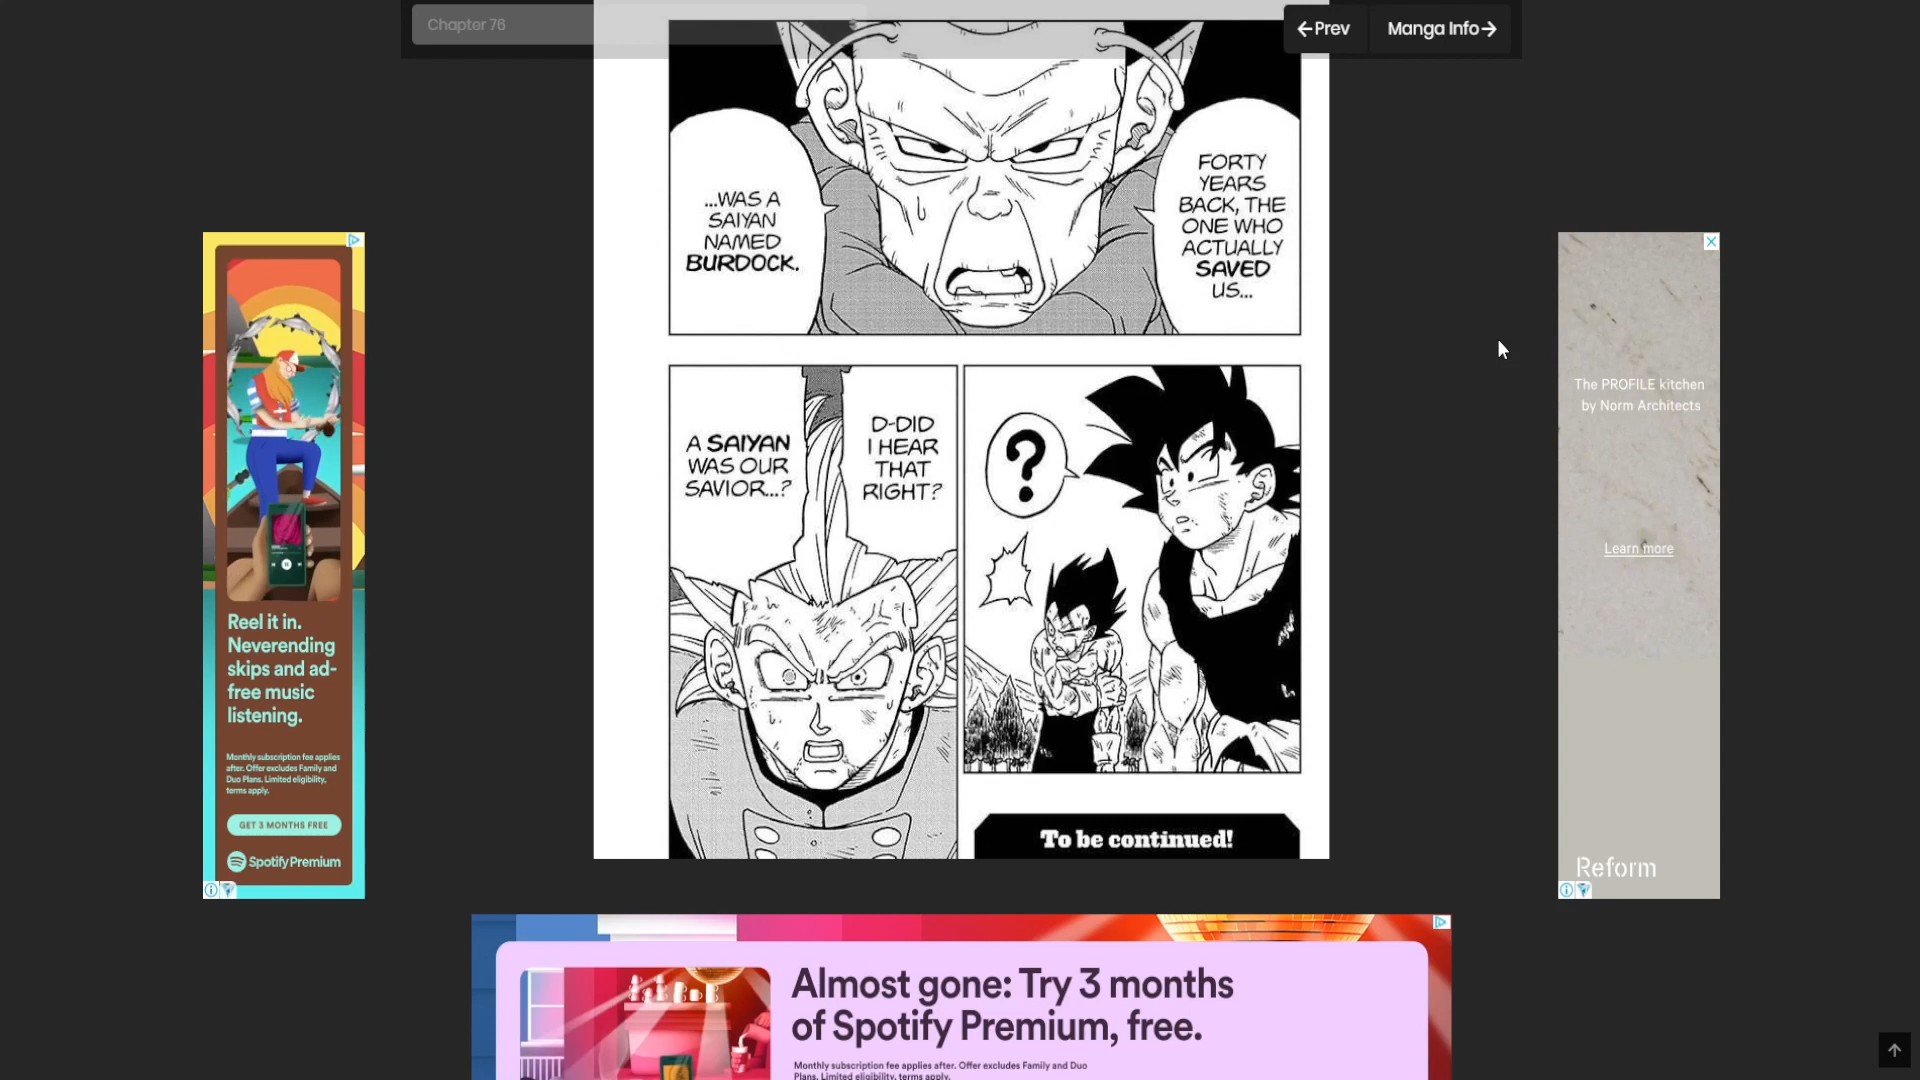 Chapter 76
Prev
Manga Info
FORTY
YEARS
BACK, THE
ONE WHO
ACTUALLY
SAVED
US...
...WAS A
SAIYAN
NAMED
BURDOCK.
?
D-DID
I HEAR
THAT
RIGHT?
A SAIYAN
WAS OUR
SAVIOR...?
To be continued!
Reel it in.
Neverending
skips and ad-
free music
listening.
Monthly subscription fee applies
after. Offer excludes Family and
Duo Plans. Limited eligibility,
terms apply.
GET 3 MONTHS FREE
Spotify Premium
The PROFILE kitchen
by Norm Architects
Learn more
Reform
Almost gone: Try 3 months
of Spotify Premium, free.
Monthly subscription fee applies after. Offer excludes Family and Duo
Plans. Limited eligibility, terms apply.